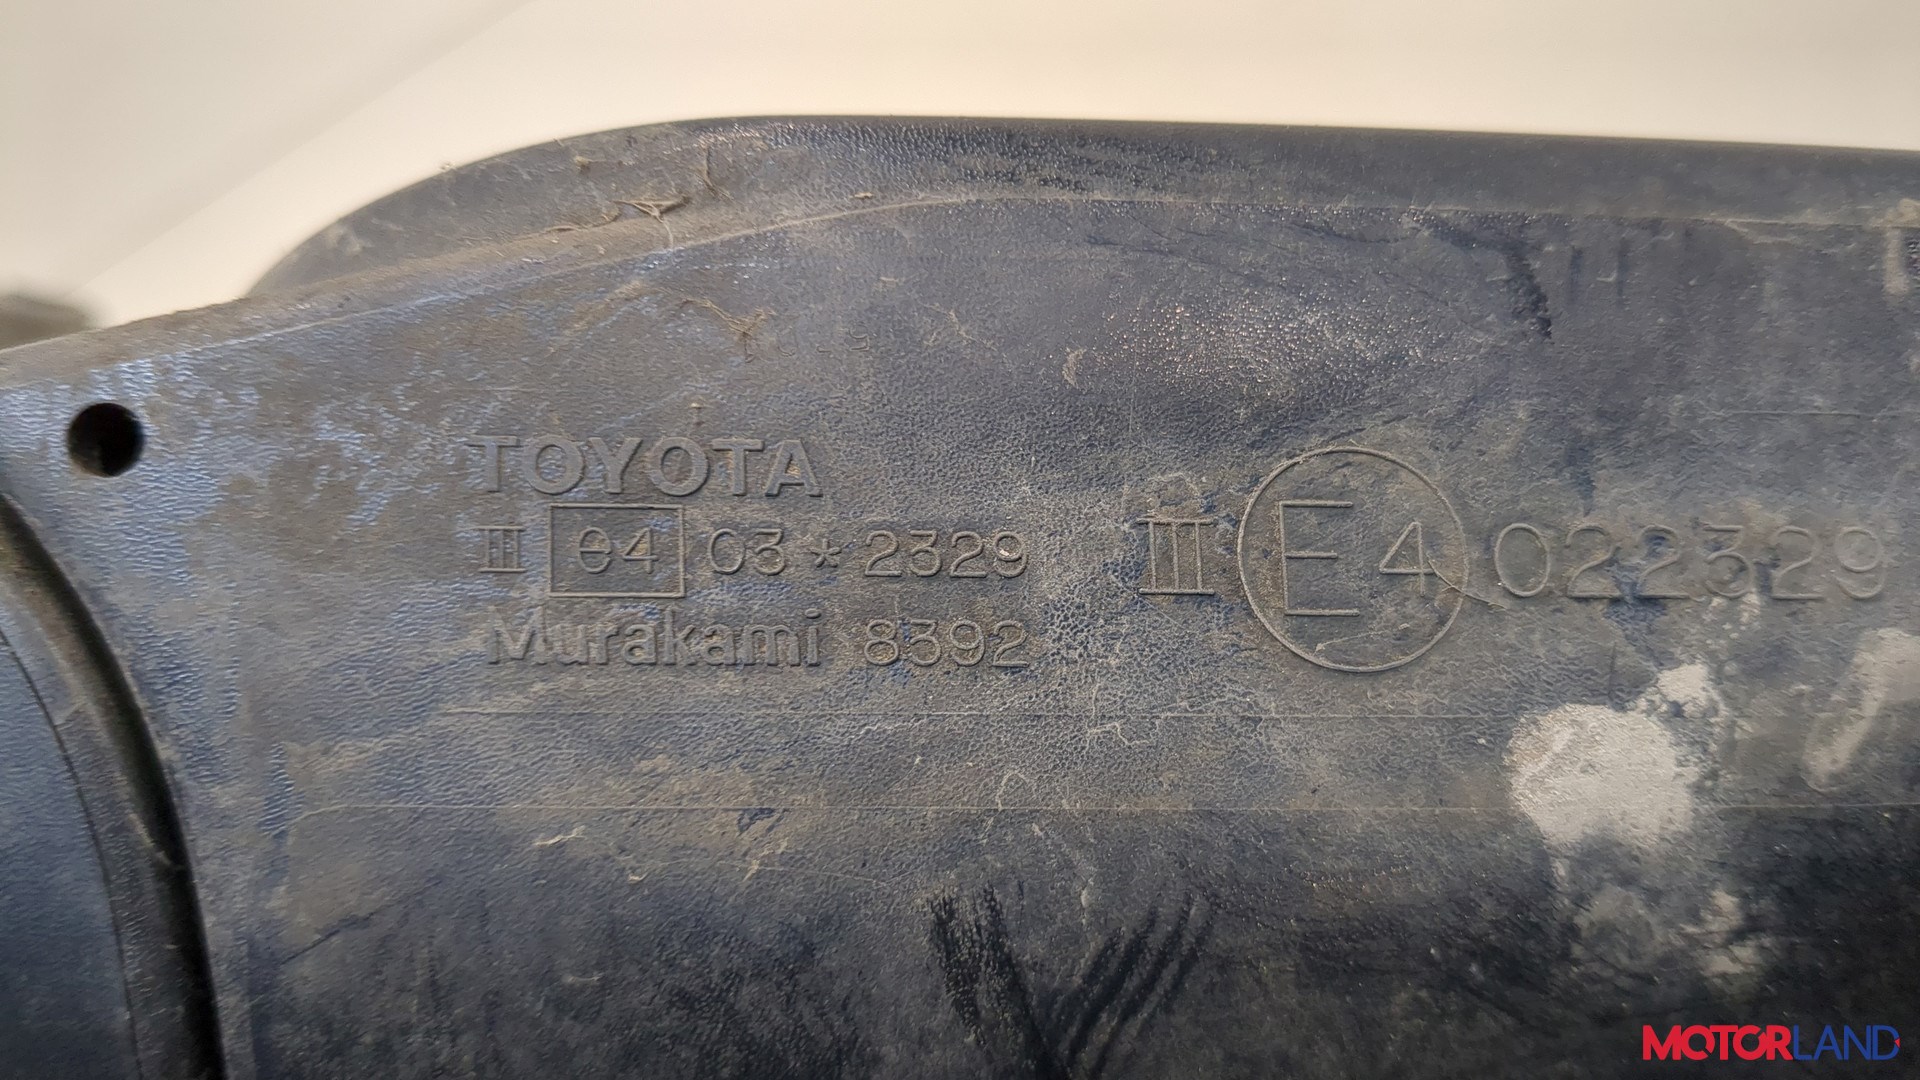 TOYOTA
III e4 03 * 2329
Murakami 8392
III E4 022329
MOTORLAND